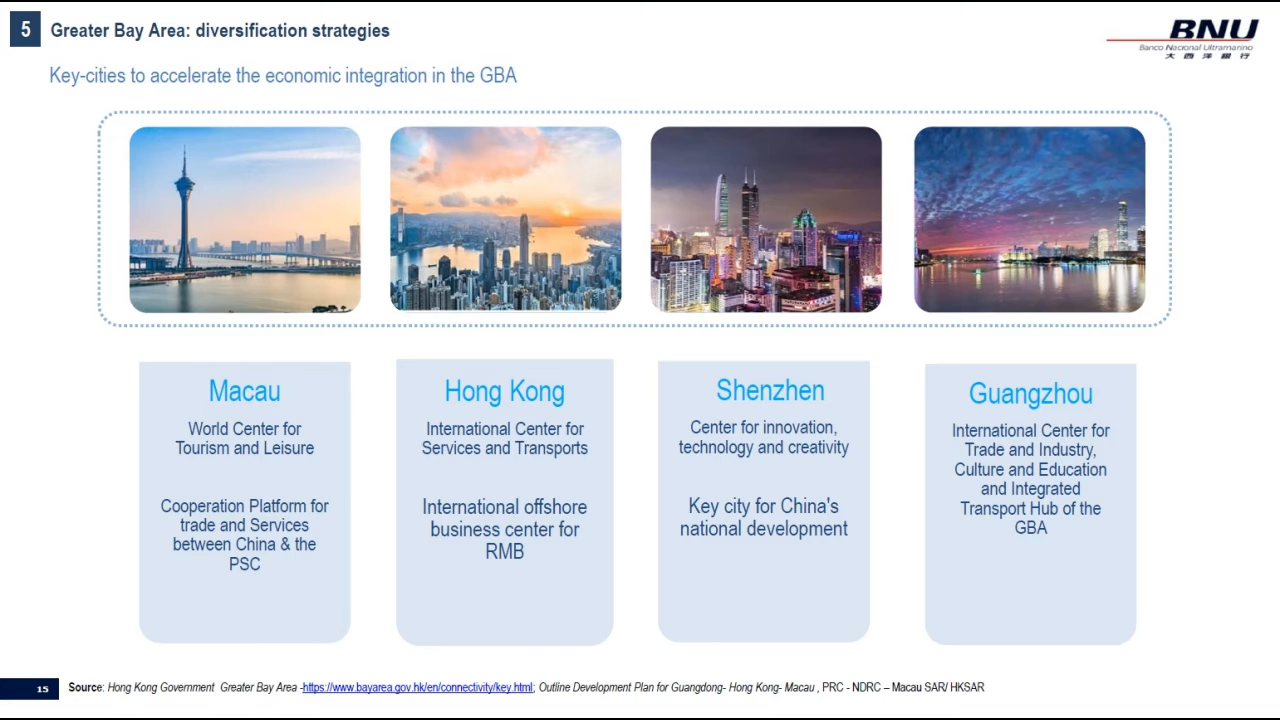 5
Greater Bay Area: diversification strategies
BNU
Banco Nacional Ultramarino
大西洋銀行
Key-cities to accelerate the economic integration in the GBA
Macau
World Center for
Tourism and Leisure
Cooperation Platform for
trade and Services
between China & the
PSC
Hong Kong
International Center for
Services and Transports
International offshore
business center for
RMB
Shenzhen
Center for innovation,
technology and creativity
Key city for China's
national development
Guangzhou
International Center for
Trade and Industry,
Culture and Education
and Integrated
Transport Hub of the
GBA
15
Source: Hong Kong Government Greater Bay Area -https://www.bayarea.gov.hk/en/connectivity/key.html; Outline Development Plan for Guangdong- Hong Kong- Macau , PRC - NDRC – Macau SAR/ HKSAR